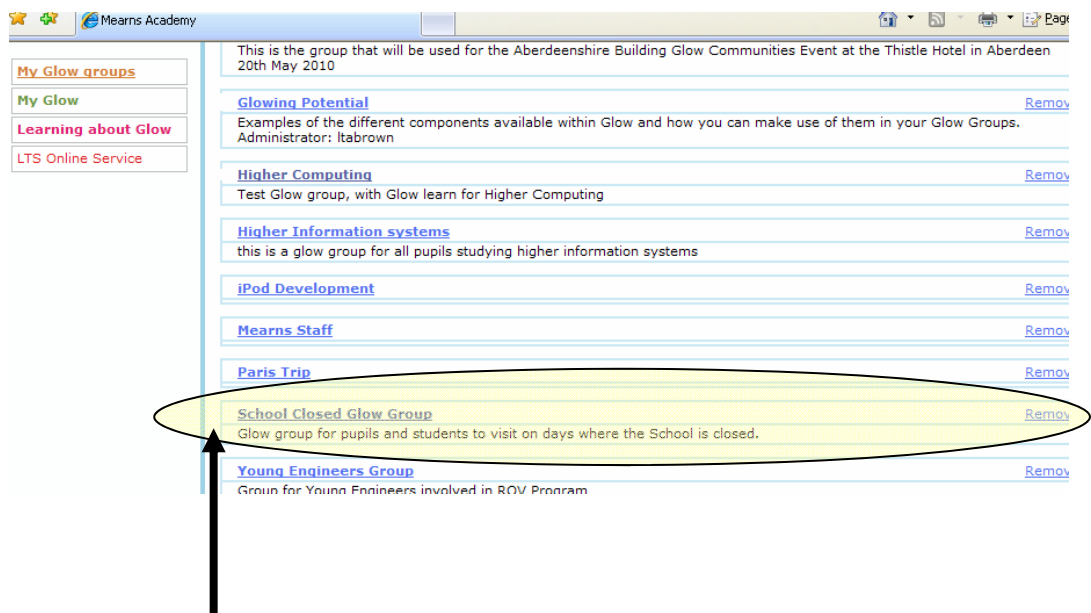 Mearns Academy
Page
My Glow groups
My Glow
Learning about Glow
LTS Online Service
This is the group that will be used for the Aberdeenshire Building Glow Communities Event at the Thistle Hotel in Aberdeen
20th May 2010
Glowing Potential Remov
Examples of the different components available within Glow and how you can make use of them in your Glow Groups.
Administrator: ltabrown
Higher Computing Remov
Test Glow group, with Glow learn for Higher Computing
Higher Information systems Remov
this is a glow group for all pupils studying higher information systems
iPod Development Remov
Mearns Staff Remov
Paris Trip Remov
School Closed Glow Group Remov
Glow group for pupils and students to visit on days where the School is closed.
Young Engineers Group Remov
Group for Young Engineers involved in ROV Program